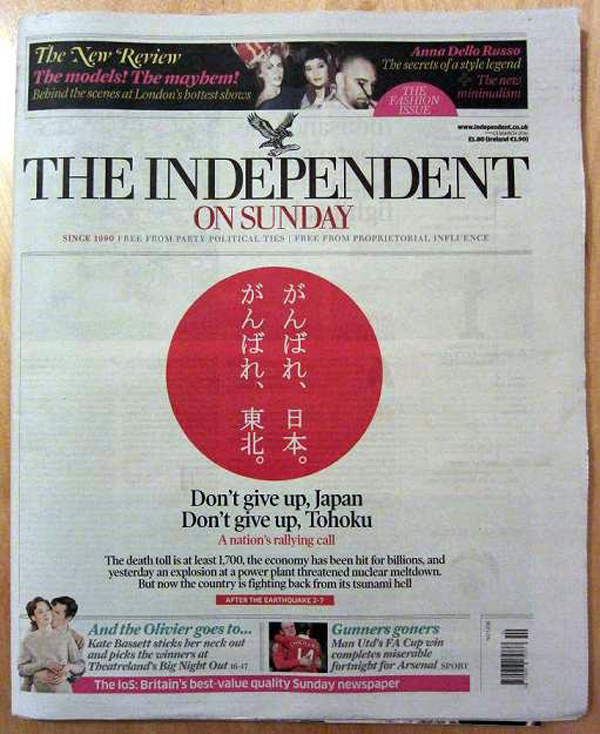 The New Review
The models! The mayhem!
Behind the scenes at London's hottest shows
THE
FASHION
ISSUE
Anna Dello Russo
The secrets of a style legend
+ The new
minimalism
www.independent.co.uk
13 MARCH 2011
£1.80 (Ireland €1.90)
THE INDEPENDENT
ON SUNDAY
SINCE 1990 FREE FROM PARTY POLITICAL TIES | FREE FROM PROPRIETORIAL INFLUENCE
がんばれ、日本。
がんばれ、東北。
Don't give up, Japan
Don't give up, Tohoku
A nation's rallying call
The death toll is at least 1,700, the economy has been hit for billions, and
yesterday an explosion at a power plant threatened nuclear meltdown.
But now the country is fighting back from its tsunami hell
AFTER THE EARTHQUAKE 2-7
And the Olivier goes to...
Kate Bassett sticks her neck out
and picks the winners at
Theatreland's Big Night Out 16-17
Gunners goners
Man Utd's FA Cup win
completes miserable
fortnight for Arsenal SPORT
The IoS: Britain's best-value quality Sunday newspaper